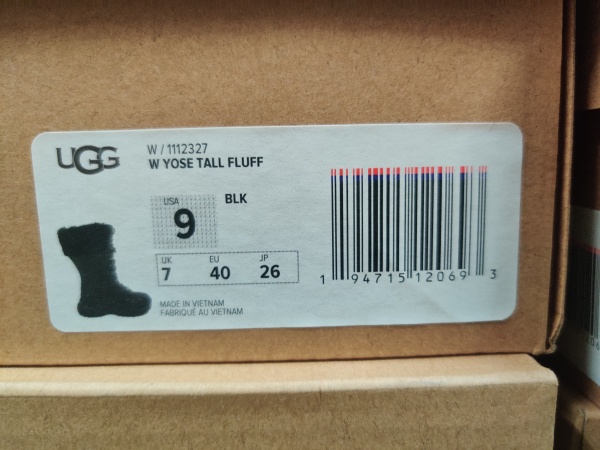 UGG
W / 1112327
W YOSE TALL FLUFF
USA
9
BLK
UK EU JP
7 40 26
MADE IN VIETNAM
FABRIQUÉ AU VIETNAM
1 94715 12069 3